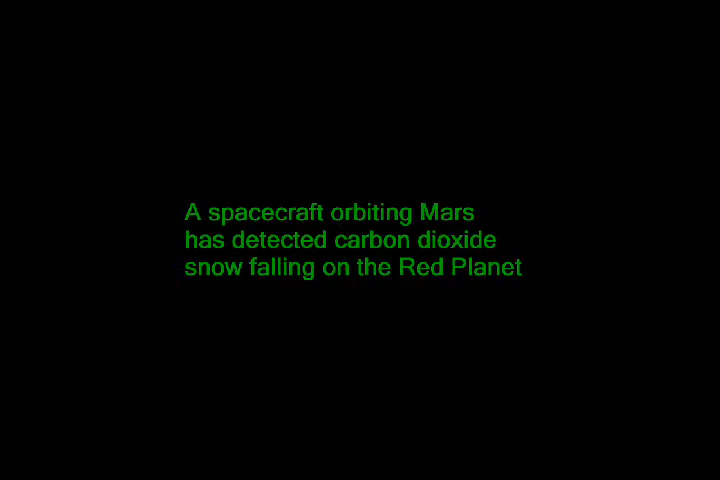 A spacecraft orbiting Mars
has detected carbon dioxide
snow falling on the Red Planet